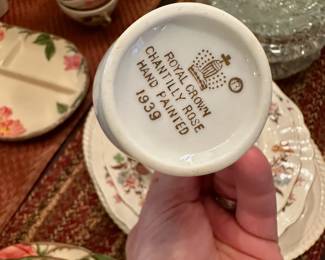 ROYAL CROWN
CHANTILLY ROSE
HAND PAINTED
1939